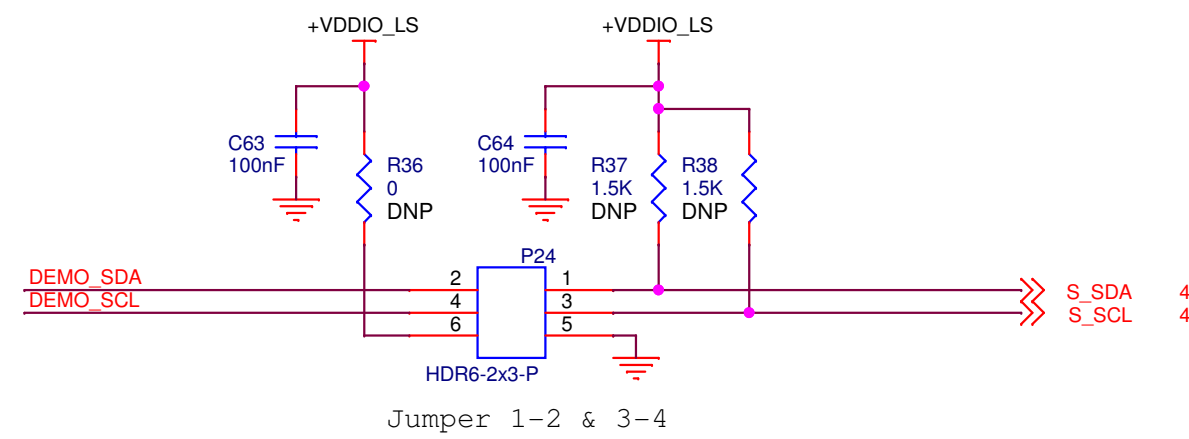 +VDDIO_LS
+VDDIO_LS
C63
100nF
R36
0
DNP
C64
100nF
R37
1.5K
DNP
R38
1.5K
DNP
P24
DEMO_SDA
2
1
DEMO_SCL
4
3
6
5
S_SDA 4
S_SCL 4
HDR6-2x3-P
Jumper 1-2 & 3-4